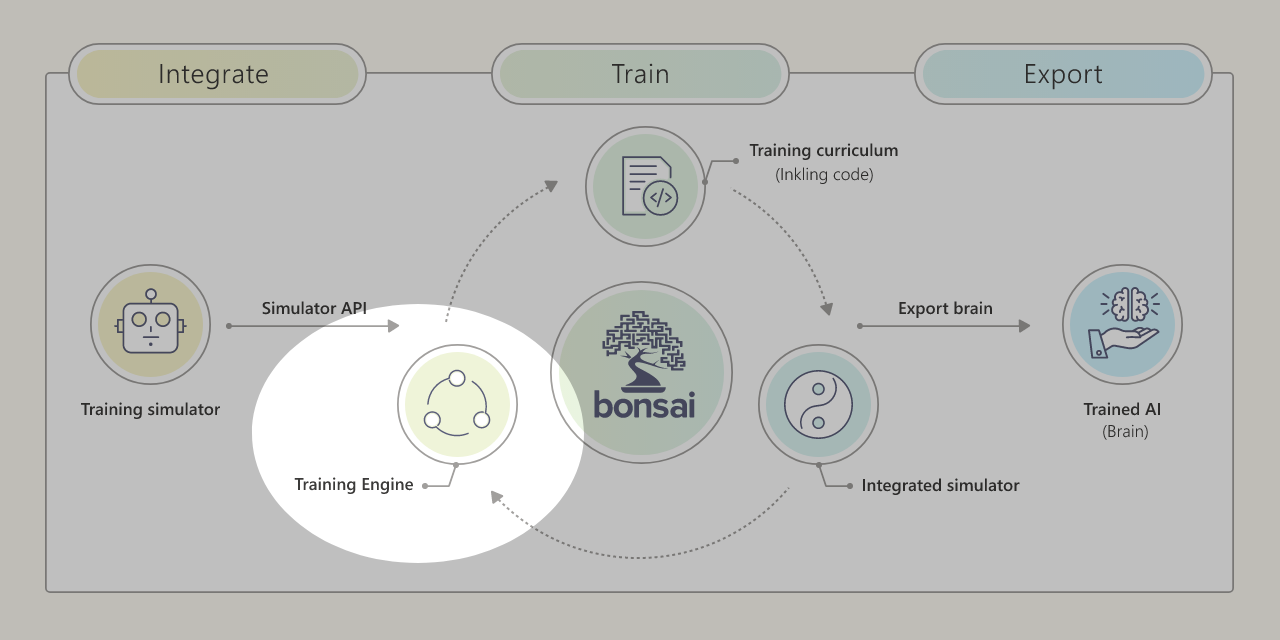 Integrate
Train
Export
Training curriculum
(Inkling code)
Simulator API
Export brain
</>
bonsai
Training simulator
Trained AI
(Brain)
Training Engine
Integrated simulator